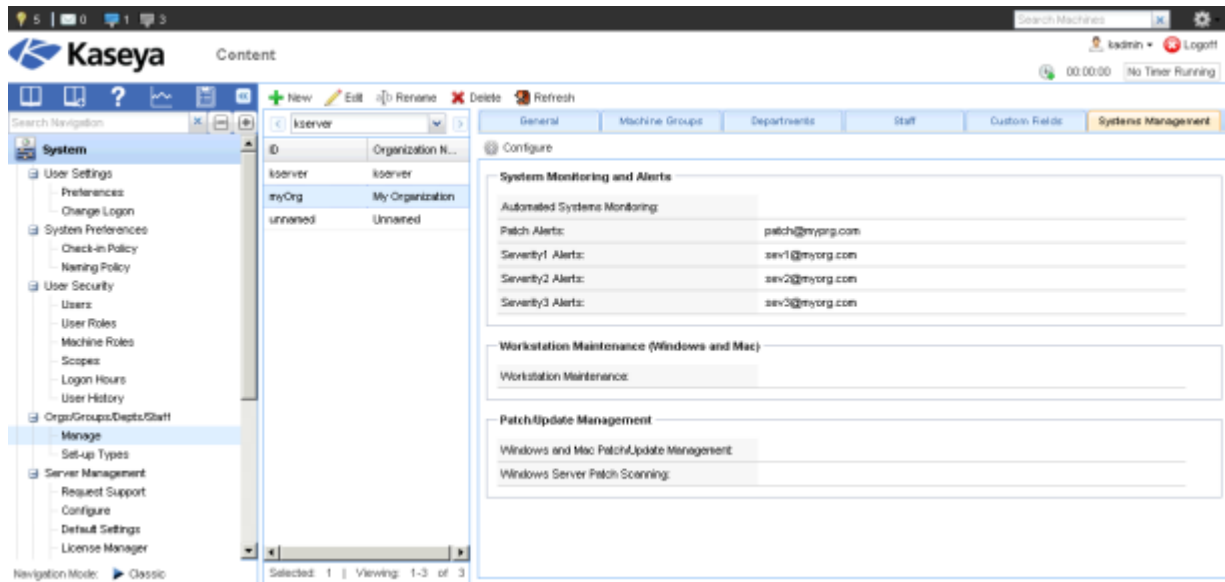 5 0 1 3 Search Machines
Kaseya Content kadmin Logoff
00:00:00 No Timer Running
Search Navigation
New Edit Rename Delete Refresh
kserver
General Machine Groups Departments Staff Custom Fields Systems Management
System
User Settings
Preferences
Change Logon
System Preferences
Check-in Policy
Naming Policy
User Security
Users
User Roles
Machine Roles
Scopes
Logon Hours
User History
Orgs/Groups/Depts/Staff
Manage
Set-up Types
Server Management
Request Support
Configure
Default Settings
License Manager
Navigation Mode: Classic
ID Organization N...
kserver kserver
myOrg My Organization
unnamed Unnamed
Selected: 1 | Viewing: 1-3 of 3
Configure
System Monitoring and Alerts
Automated Systems Monitoring:
Patch Alerts: patch@myprg.com
Severity1 Alerts: sev1@myorg.com
Severity2 Alerts: sev2@myorg.com
Severity3 Alerts: sev3@myorg.com
Workstation Maintenance (Windows and Mac)
Workstation Maintenance:
Patch/Update Management
Windows and Mac Patch/Update Management:
Windows Server Patch Scanning: